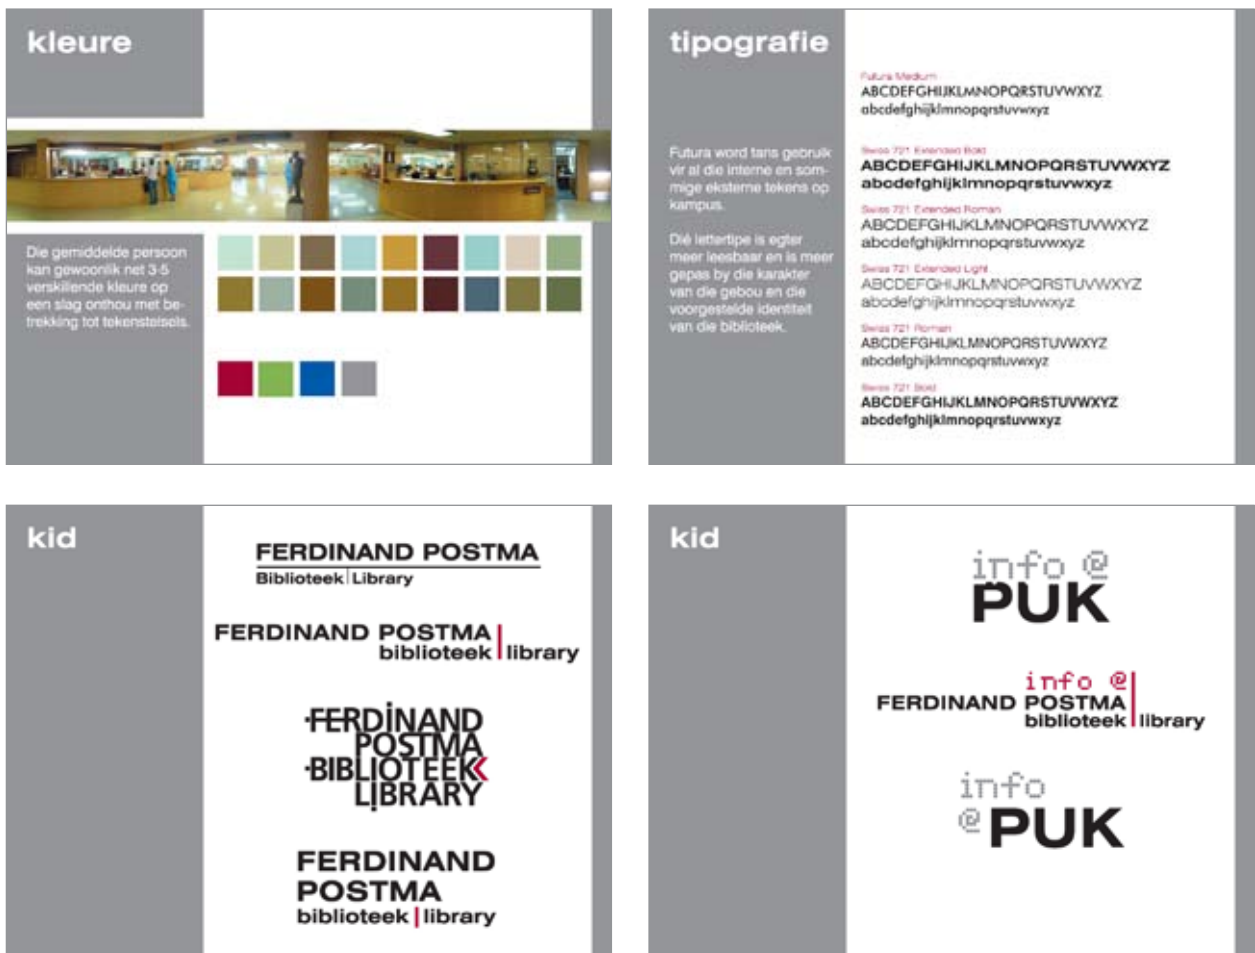 kleure
Die gemiddelde persoon
kan gewoonlik net 3-5
verskillende kleure op
een slag onthou met be-
trekking tot tekenstelsels.
tipografie
Futura word tans gebruik
vir al die interne en som-
mige eksterne tekens op
kampus.
Dié lettertipe is egter
meer leesbaar en is meer
gepas by die karakter
van die gebou en die
voorgestelde identiteit
van die biblioteek.
Futura Medium
ABCDEFGHIJKLMNOPQRSTUVWXYZ
abcdefghijklmnopqrstuvwxyz
Swiss 721 Extended Bold
ABCDEFGHIJKLMNOPQRSTUVWXYZ
abcdefghijklmnopqrstuvwxyz
Swiss 721 Extended Roman
ABCDEFGHIJKLMNOPQRSTUVWXYZ
abcdefghijklmnopqrstuvwxyz
Swiss 721 Extended Light
ABCDEFGHIJKLMNOPQRSTUVWXYZ
abcdefghijklmnopqrstuvwxyz
Swiss 721 Roman
ABCDEFGHIJKLMNOPQRSTUVWXYZ
abcdefghijklmnopqrstuvwxyz
Swiss 721 Bold
ABCDEFGHIJKLMNOPQRSTUVWXYZ
abcdefghijklmnopqrstuvwxyz
kid
FERDINAND POSTMA
Biblioteek|Library
FERDINAND POSTMA
biblioteek|library
FERDINAND
POSTMA
BIBLIOTEEK
LIBRARY
FERDINAND
POSTMA
biblioteek|library
kid
info @
PUK
info @
FERDINAND POSTMA
biblioteek|library
info
@ PUK